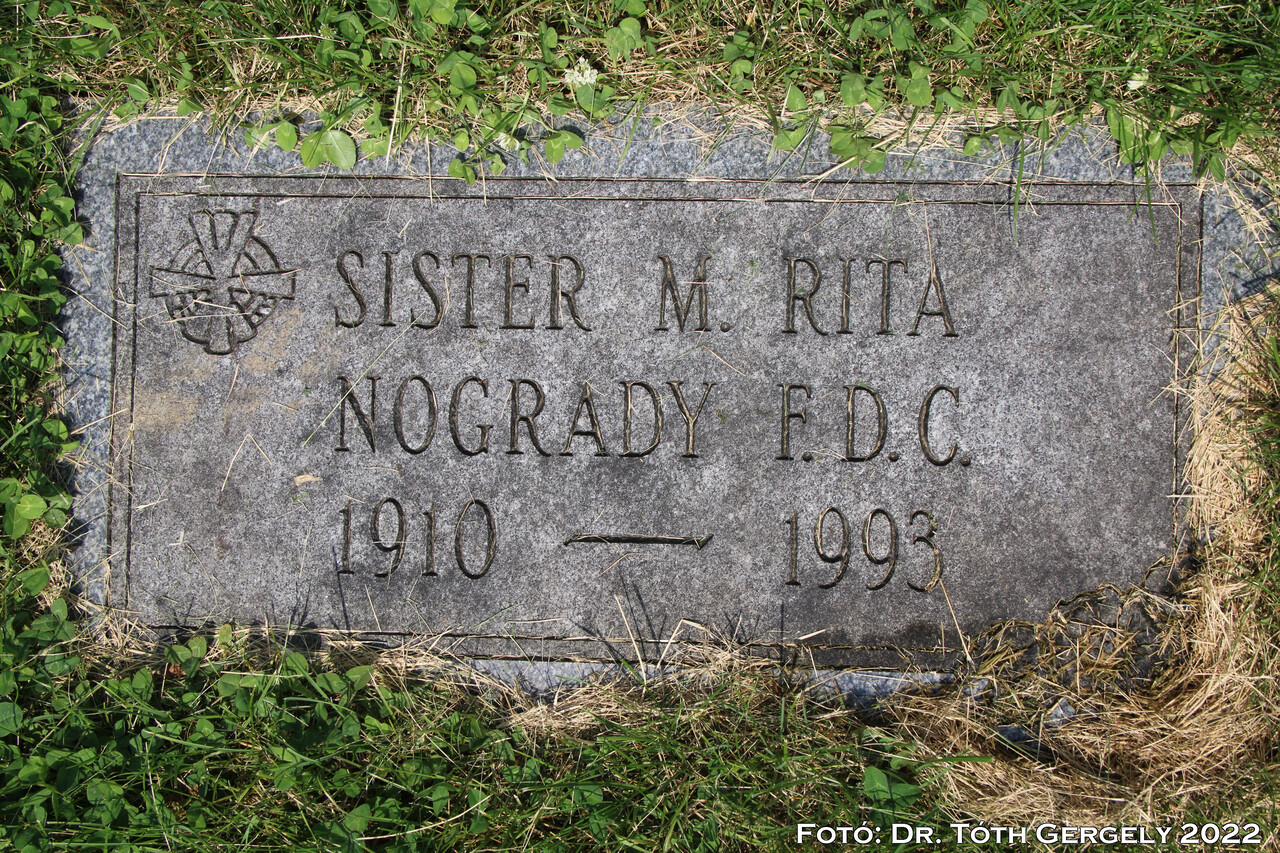 SISTER M. RITA
NOGRADY F.D.C.
1910 — 1993
FOTÓ: DR. TÓTH GERGELY 2022